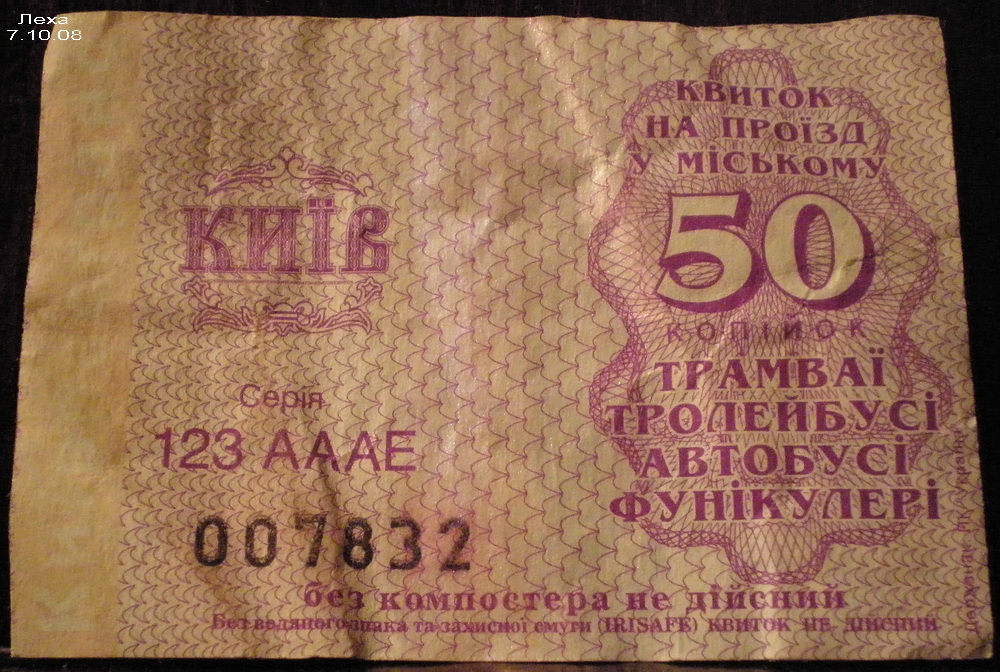 Леха
7.10.08
КВИТОК
НА ПРОЇЗД
У МІСЬКОМУ
50
КОПІЙОК
ТРАМВАЇ
ТРОЛЕЙБУСІ
АВТОБУСІ
ФУНІКУЛЕРІ
КИЇВ
Серія
123 АААЕ
007832
без компостера не дійсний
Без водяного знака та захисної смуги (IRISAFE) КВИТОК НЕ ДІЙСНИЙ
Держзнак